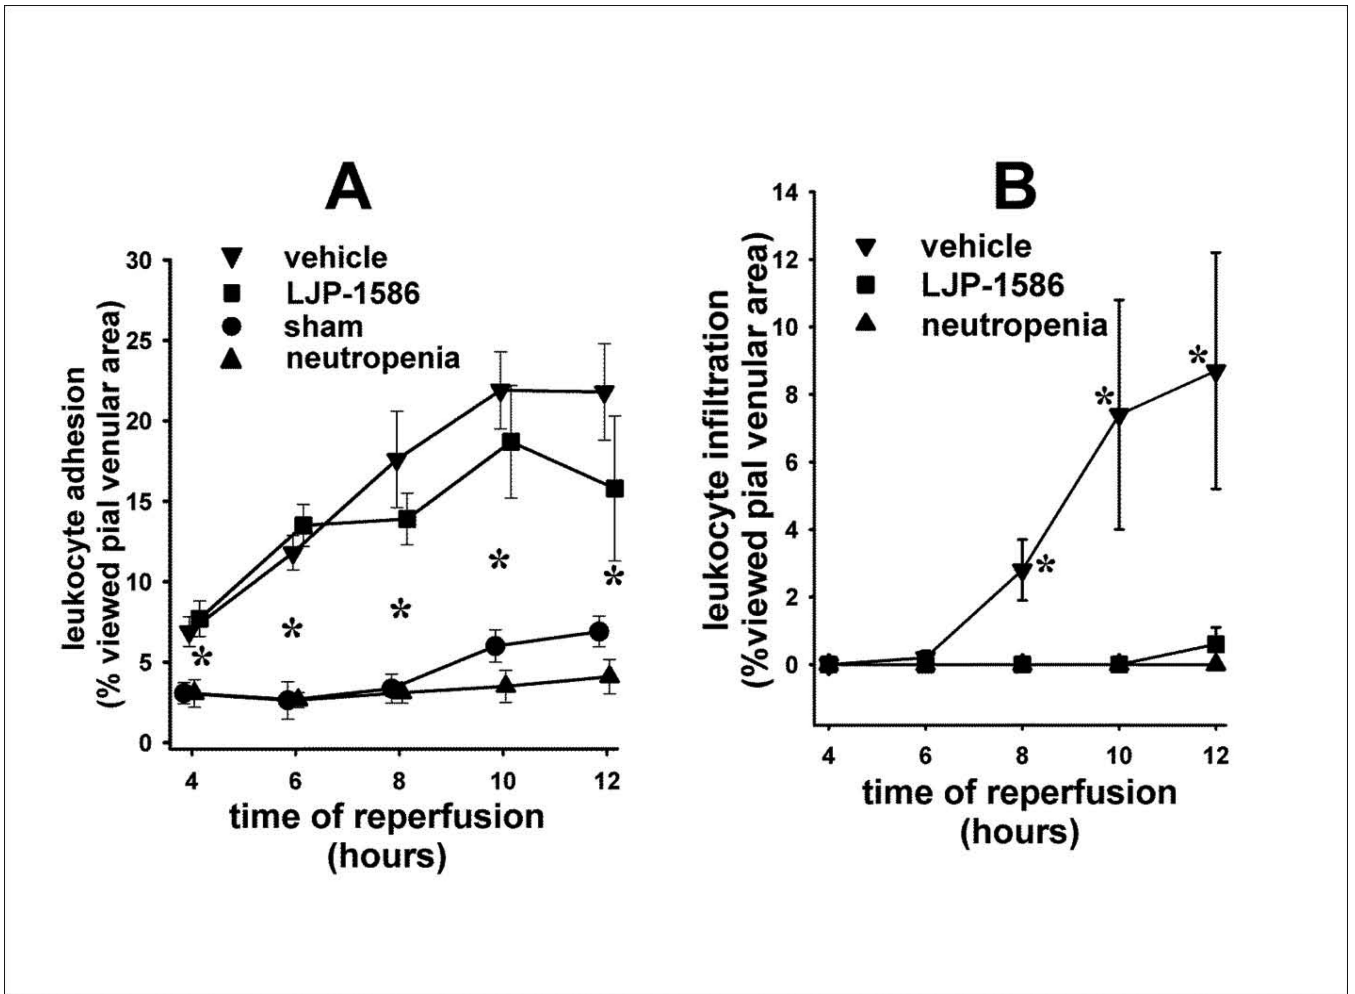 A
vehicle
LJP-1586
sham
neutropenia
30
25
20
15
10
5
0
leukocyte adhesion
(% viewed pial venular area)
*
*
*
*
*
4 6 8 10 12
time of reperfusion
(hours)
B
vehicle
LJP-1586
neutropenia
14
12
10
8
6
4
2
0
leukocyte infiltration
(%viewed pial venular area)
*
*
*
4 6 8 10 12
time of reperfusion
(hours)